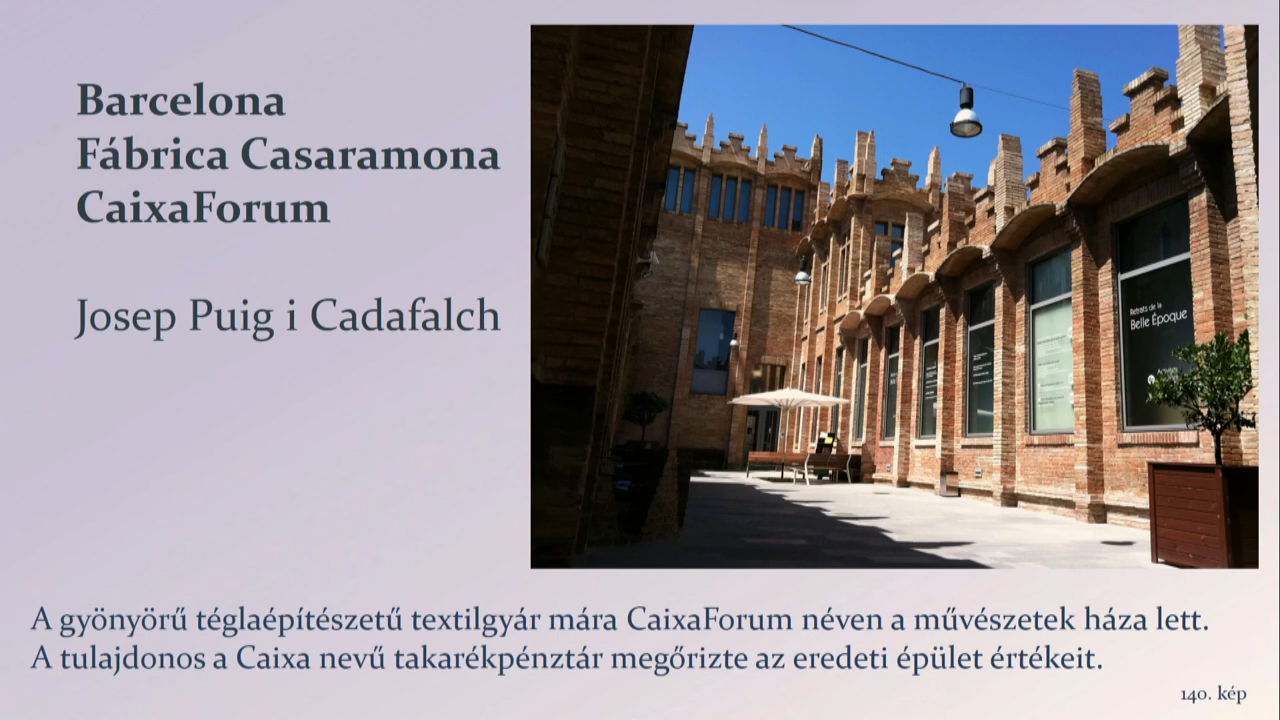 Barcelona
Fábrica Casaramona
CaixaForum
Josep Puig i Cadafalch
Retrats de la
Belle Époque
A gyönyörű téglaépítészetű textilgyár mára CaixaForum néven a művészetek háza lett.
A tulajdonos a Caixa nevű takarékpénztár megőrizte az eredeti épület értékeit.
140. kép